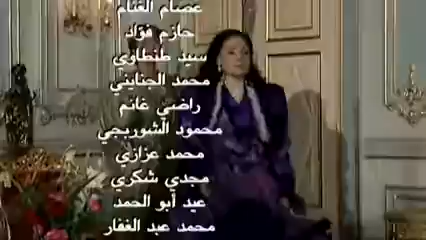 عصام الغنام
حازم فؤاد
سيد طنطاوي
محمد الجنايني
راضي غانم
محمود الشوربجي
محمد عزازي
مجدي شكري
عيد أبو الحمد
محمد عبد الغفار